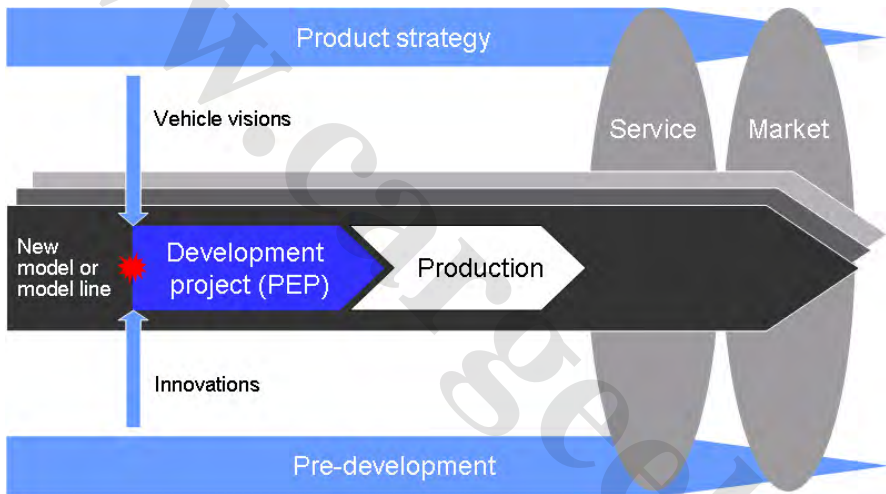 Product strategy
Vehicle visions
Service
Market
New
model or
model line
Development
project (PEP)
Production
Innovations
Pre-development